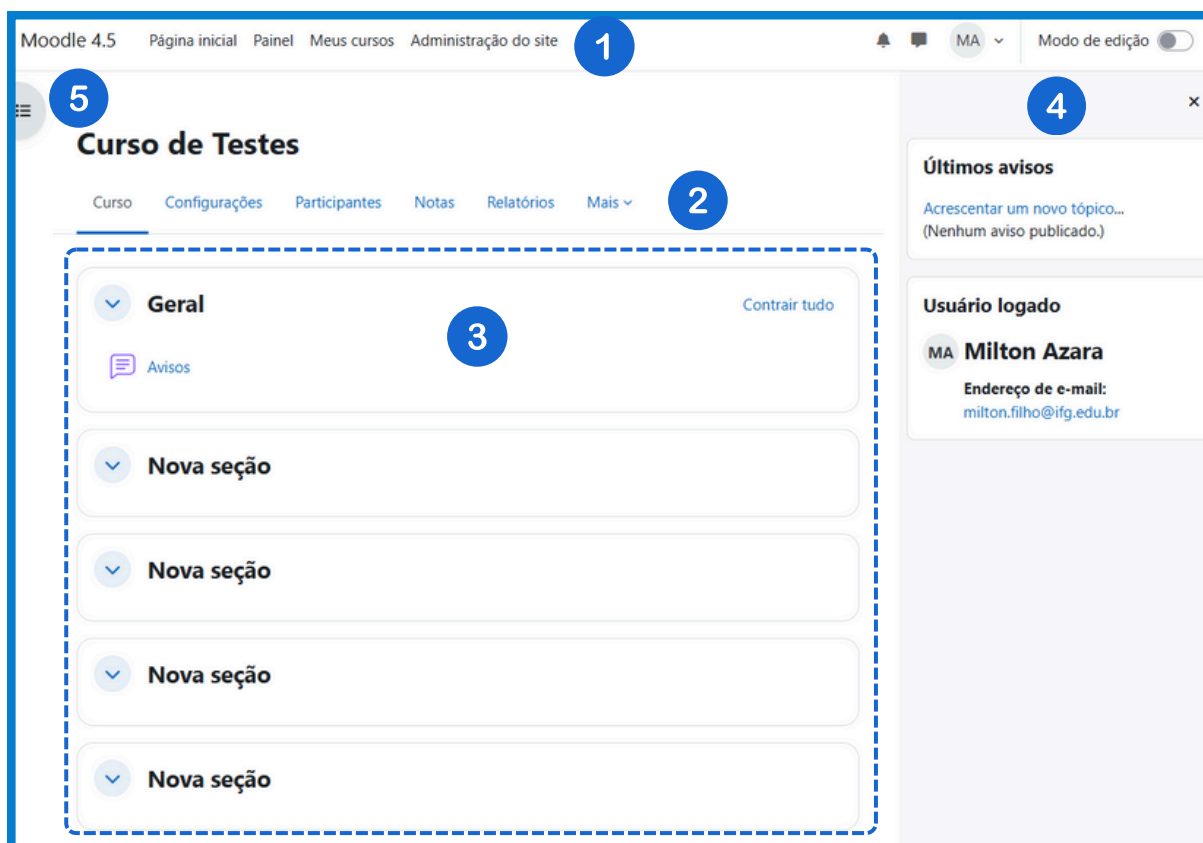 Moodle 4.5 Página inicial Painel Meus cursos Administração do site 1 MA Modo de edição
5
4
Curso de Testes
Curso Configurações Participantes Notas Relatórios Mais 2
Geral Contrair tudo
3
Avisos
Nova seção
Nova seção
Nova seção
Nova seção
Últimos avisos
Acrescentar um novo tópico...
(Nenhum aviso publicado.)
Usuário logado
MA Milton Azara
Endereço de e-mail:
milton.filho@ifg.edu.br